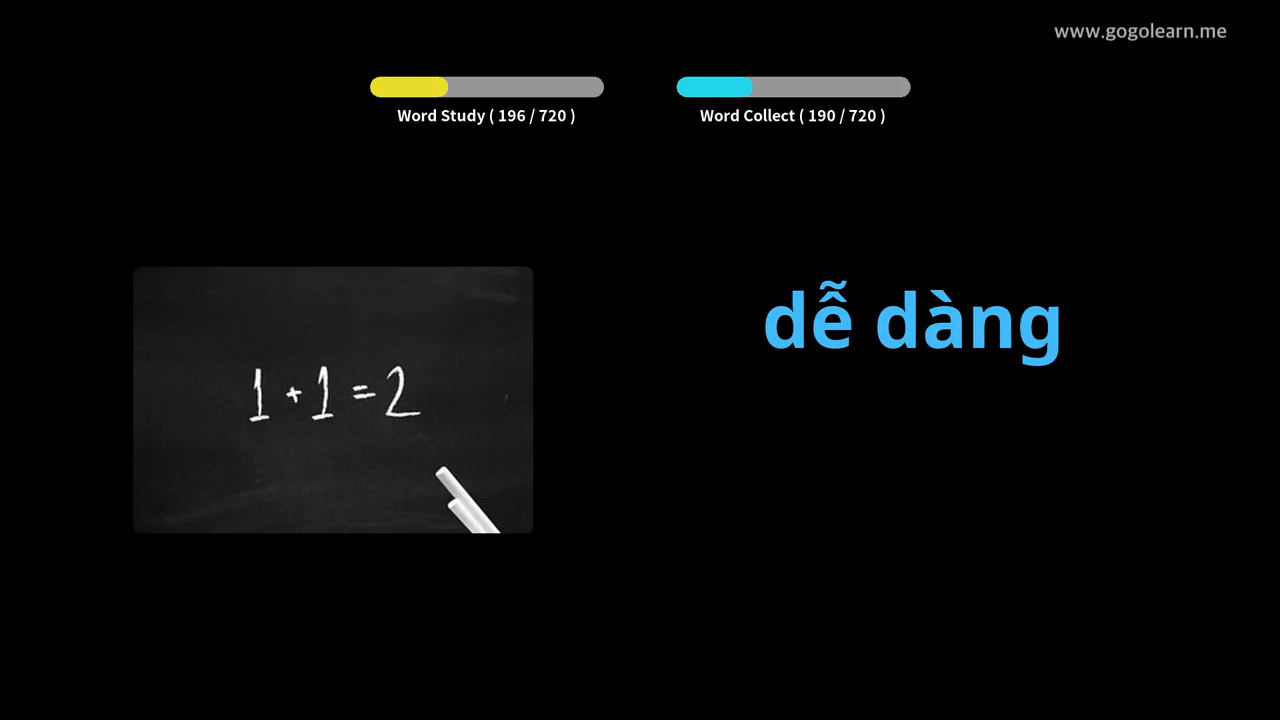 www.gogolearn.me
Word Study ( 196 / 720 )
Word Collect ( 190 / 720 )
dễ dàng
1 + 1 = 2